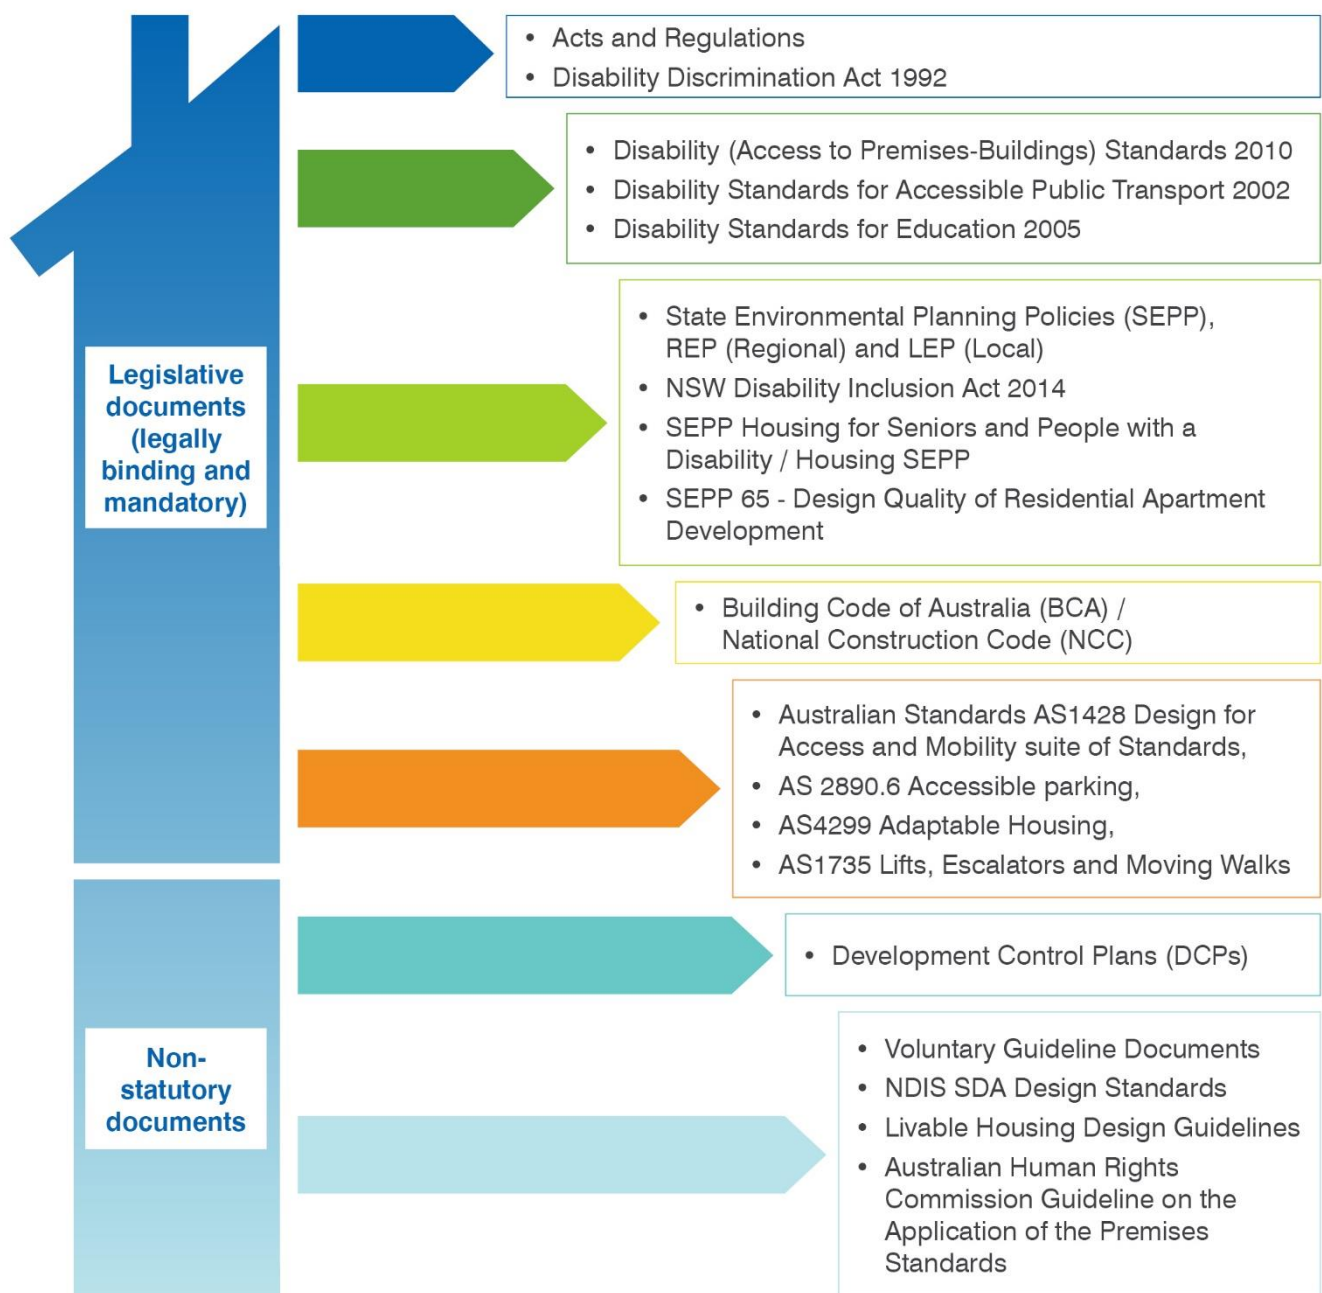 • Acts and Regulations
• Disability Discrimination Act 1992
• Disability (Access to Premises-Buildings) Standards 2010
• Disability Standards for Accessible Public Transport 2002
• Disability Standards for Education 2005
Legislative
documents
(legally
binding and
mandatory)
• State Environmental Planning Policies (SEPP),
REP (Regional) and LEP (Local)
• NSW Disability Inclusion Act 2014
• SEPP Housing for Seniors and People with a
Disability / Housing SEPP
• SEPP 65 - Design Quality of Residential Apartment
Development
• Building Code of Australia (BCA) /
National Construction Code (NCC)
• Australian Standards AS1428 Design for
Access and Mobility suite of Standards,
• AS 2890.6 Accessible parking,
• AS4299 Adaptable Housing,
• AS1735 Lifts, Escalators and Moving Walks
Non-
statutory
documents
• Development Control Plans (DCPs)
• Voluntary Guideline Documents
• NDIS SDA Design Standards
• Livable Housing Design Guidelines
• Australian Human Rights
Commission Guideline on the
Application of the Premises
Standards